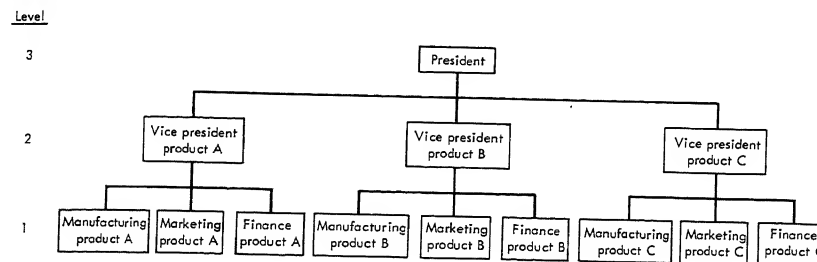 Level
3
President
2
Vice president
product A
Vice president
product B
Vice president
product C
1
Manufacturing
product A
Marketing
product A
Finance
product A
Manufacturing
product B
Marketing
product B
Finance
product B
Manufacturing
product C
Marketing
product C
Finance
product